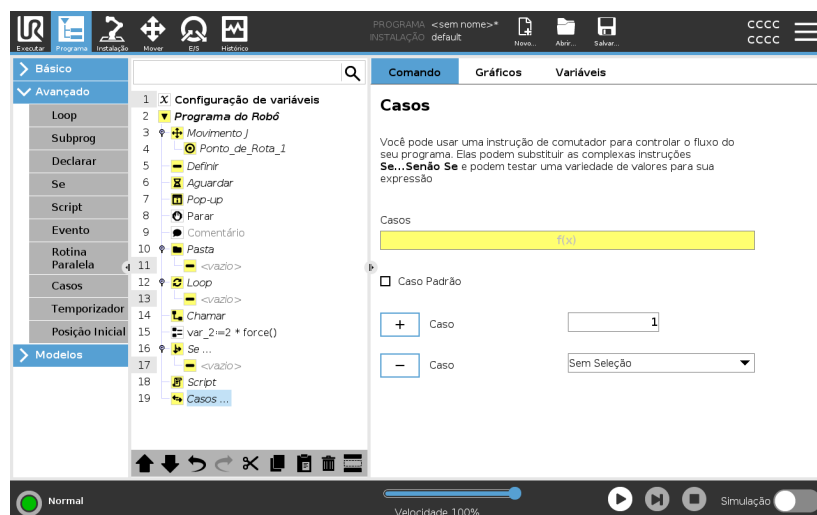 UR
Executar
Programa
Instalação
Mover
E/S
Histórico
PROGRAMA <sem nome>*
INSTALAÇÃO default
Novo...
Abrir...
Salvar...
CCCC
CCCC
Básico
Avançado
Loop
Subprog
Declarar
Se
Script
Evento
Rotina
Paralela
Casos
Temporizador
Posição Inicial
Modelos
1 X Configuração de variáveis
2 Programa do Robô
3 Movimento J
4 Ponto_de_Rota_1
5 Definir
6 Aguardar
7 Pop-up
8 Parar
9 Comentário
10 Pasta
11 <vazio>
12 Loop
13 <vazio>
14 Chamar
15 var_2:=2 * force()
16 Se ...
17 <vazio>
18 Script
19 Casos ...
Comando Gráficos Variáveis
Casos
Você pode usar uma instrução de comutador para controlar o fluxo do
seu programa. Elas podem substituir as complexas instruções
Se...Senão Se e podem testar uma variedade de valores para sua
expressão
Casos
f(x)
Caso Padrão
+ Caso 1
− Caso Sem Seleção
Normal
Velocidade 100%
Simulação